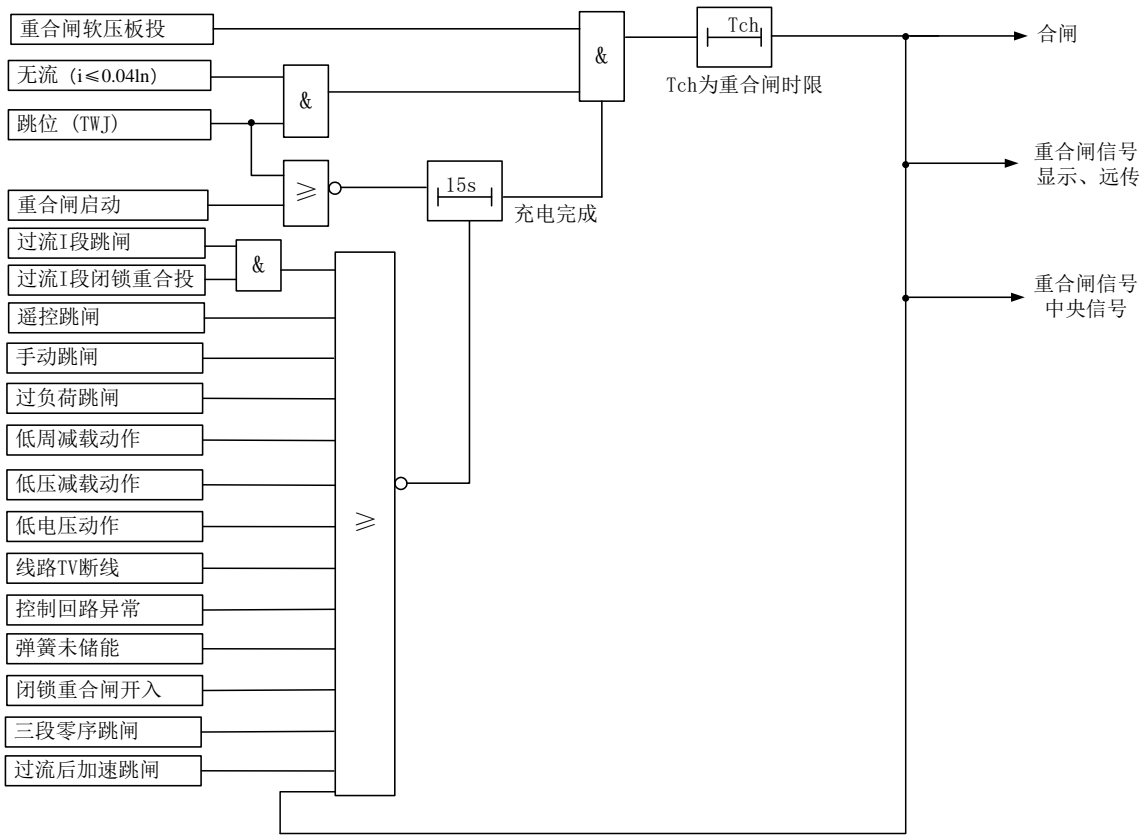 重合闸软压板投
无流（i≤0.04ln）
跳位（TWJ）
重合闸启动
过流I段跳闸
过流I段闭锁重合投
遥控跳闸
手动跳闸
过负荷跳闸
低周减载动作
低压减载动作
低电压动作
线路TV断线
控制回路异常
弹簧未储能
闭锁重合闸开入
三段零序跳闸
过流后加速跳闸
&
≥
&
≥
15s
充电完成
&
Tch
Tch为重合闸时限
合闸
重合闸信号
显示、远传
重合闸信号
中央信号